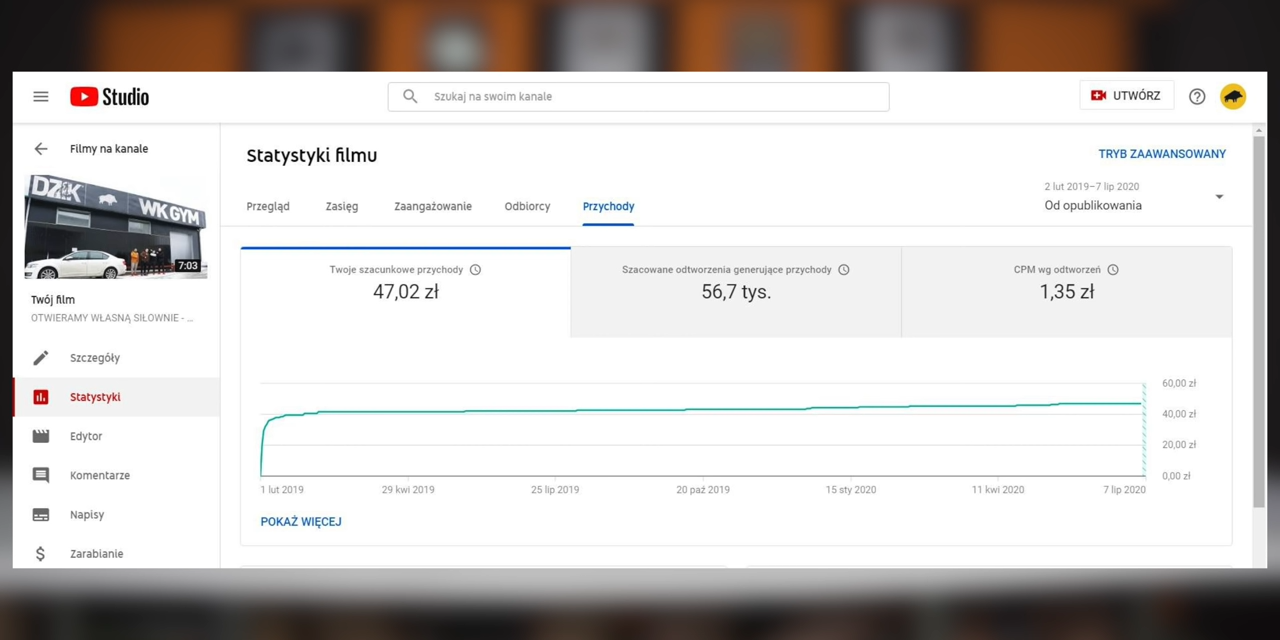 Studio
Szukaj na swoim kanale
UTWÓRZ
Filmy na kanale
DZIK
WK GYM
7:03
Twój film
OTWIERAMY WŁASNĄ SIŁOWNIE - ...
Szczegóły
Statystyki
Edytor
Komentarze
Napisy
Zarabianie
Statystyki filmu
TRYB ZAAWANSOWANY
Przegląd Zasięg Zaangażowanie Odbiorcy Przychody
2 lut 2019–7 lip 2020
Od opublikowania
Twoje szacunkowe przychody
47,02 zł
Szacowane odtworzenia generujące przychody
56,7 tys.
CPM wg odtworzeń
1,35 zł
60,00 zł
40,00 zł
20,00 zł
0,00 zł
1 lut 2019 29 kwi 2019 25 lip 2019 20 paź 2019 15 sty 2020 11 kwi 2020 7 lip 2020
POKAŻ WIĘCEJ